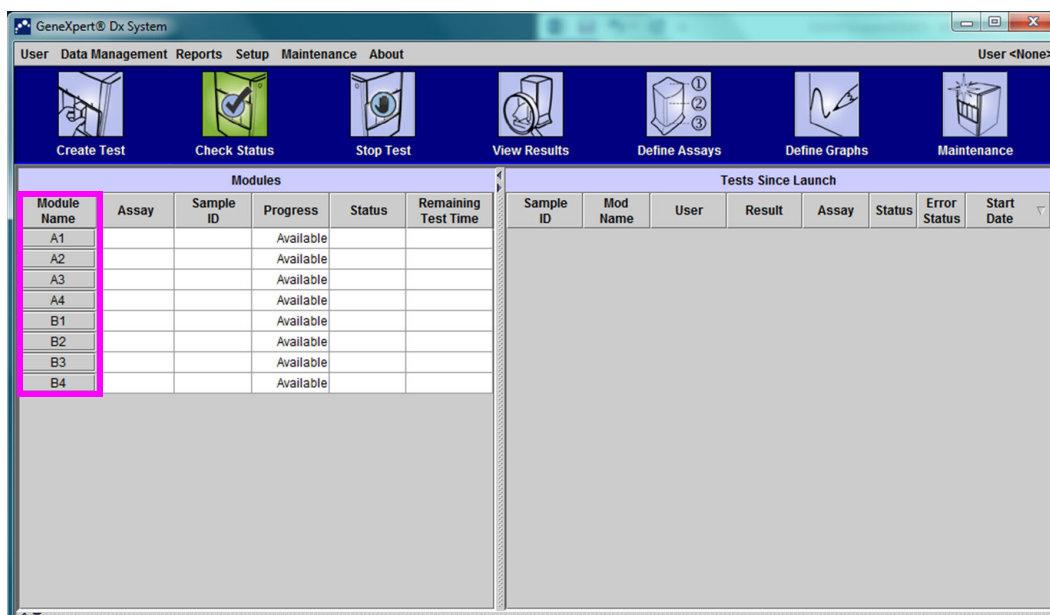 GeneXpert® Dx System
User Data Management Reports Setup Maintenance About User <None>
Create Test Check Status Stop Test View Results Define Assays Define Graphs Maintenance
Modules Tests Since Launch
Module Name Assay Sample ID Progress Status Remaining Test Time Sample ID Mod Name User Result Assay Status Error Status Start Date
A1 Available
A2 Available
A3 Available
A4 Available
B1 Available
B2 Available
B3 Available
B4 Available